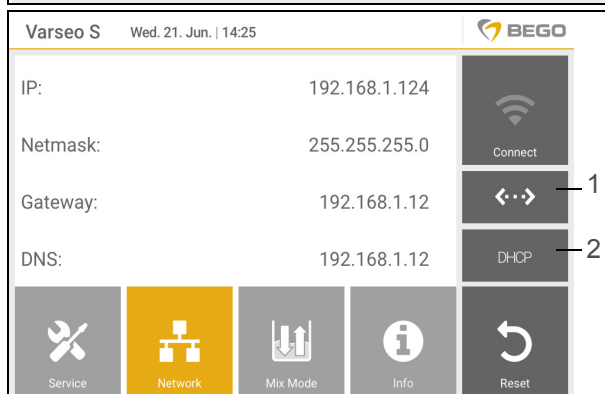 Varseo S Wed. 21. Jun. | 14:25 BEGO
IP: 192.168.1.124
Netmask: 255.255.255.0
Connect
Gateway: 192.168.1.12
1
DNS: 192.168.1.12
DHCP
2
Service Network Mix Mode Info Reset